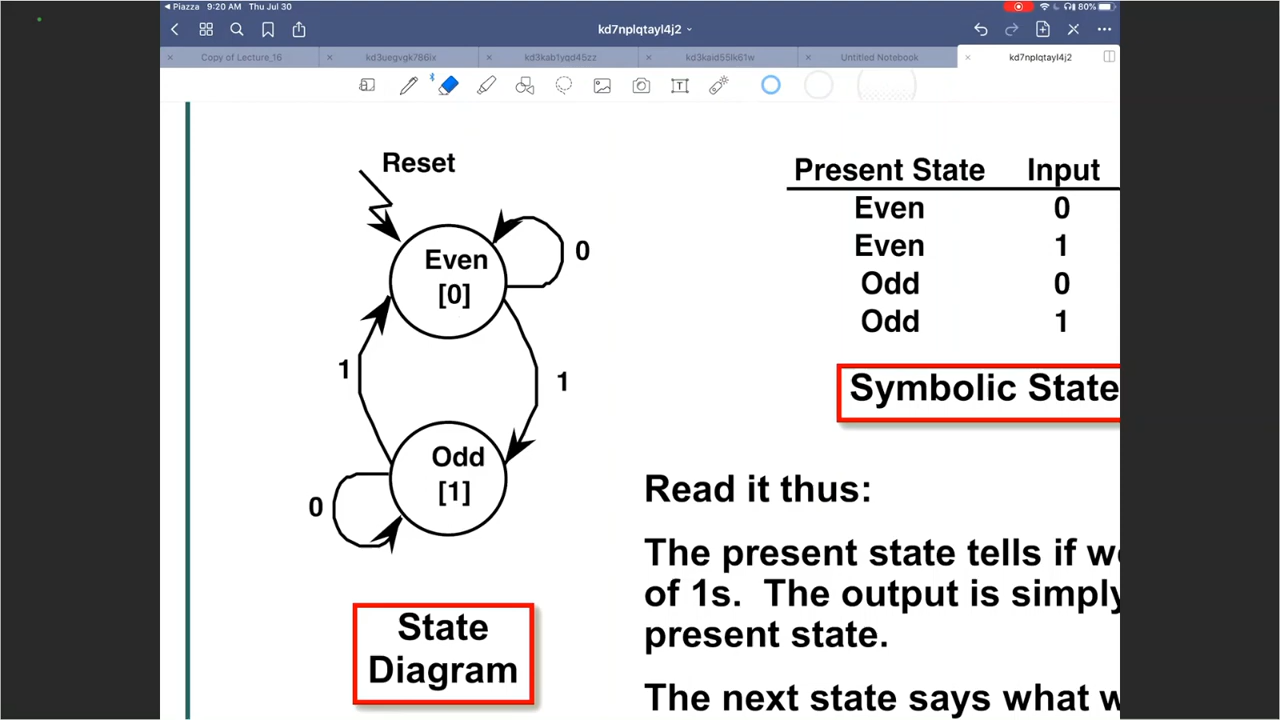 Piazza 9:20 AM Thu Jul 30
80%
kd7nplqtayl4j2
Copy of Lecture_16
kd3uegvgk786ix
kd3kab1yqd45zz
kd3kaid55lk61w
Untitled Notebook
kd7nplqtayl4j2
T
Reset
Even
[0]
0
1
1
Odd
[1]
0
State
Diagram
Present State Input
Even 0
Even 1
Odd 0
Odd 1
Symbolic State
Read it thus:
The present state tells if we
of 1s. The output is simply
present state.
The next state says what w